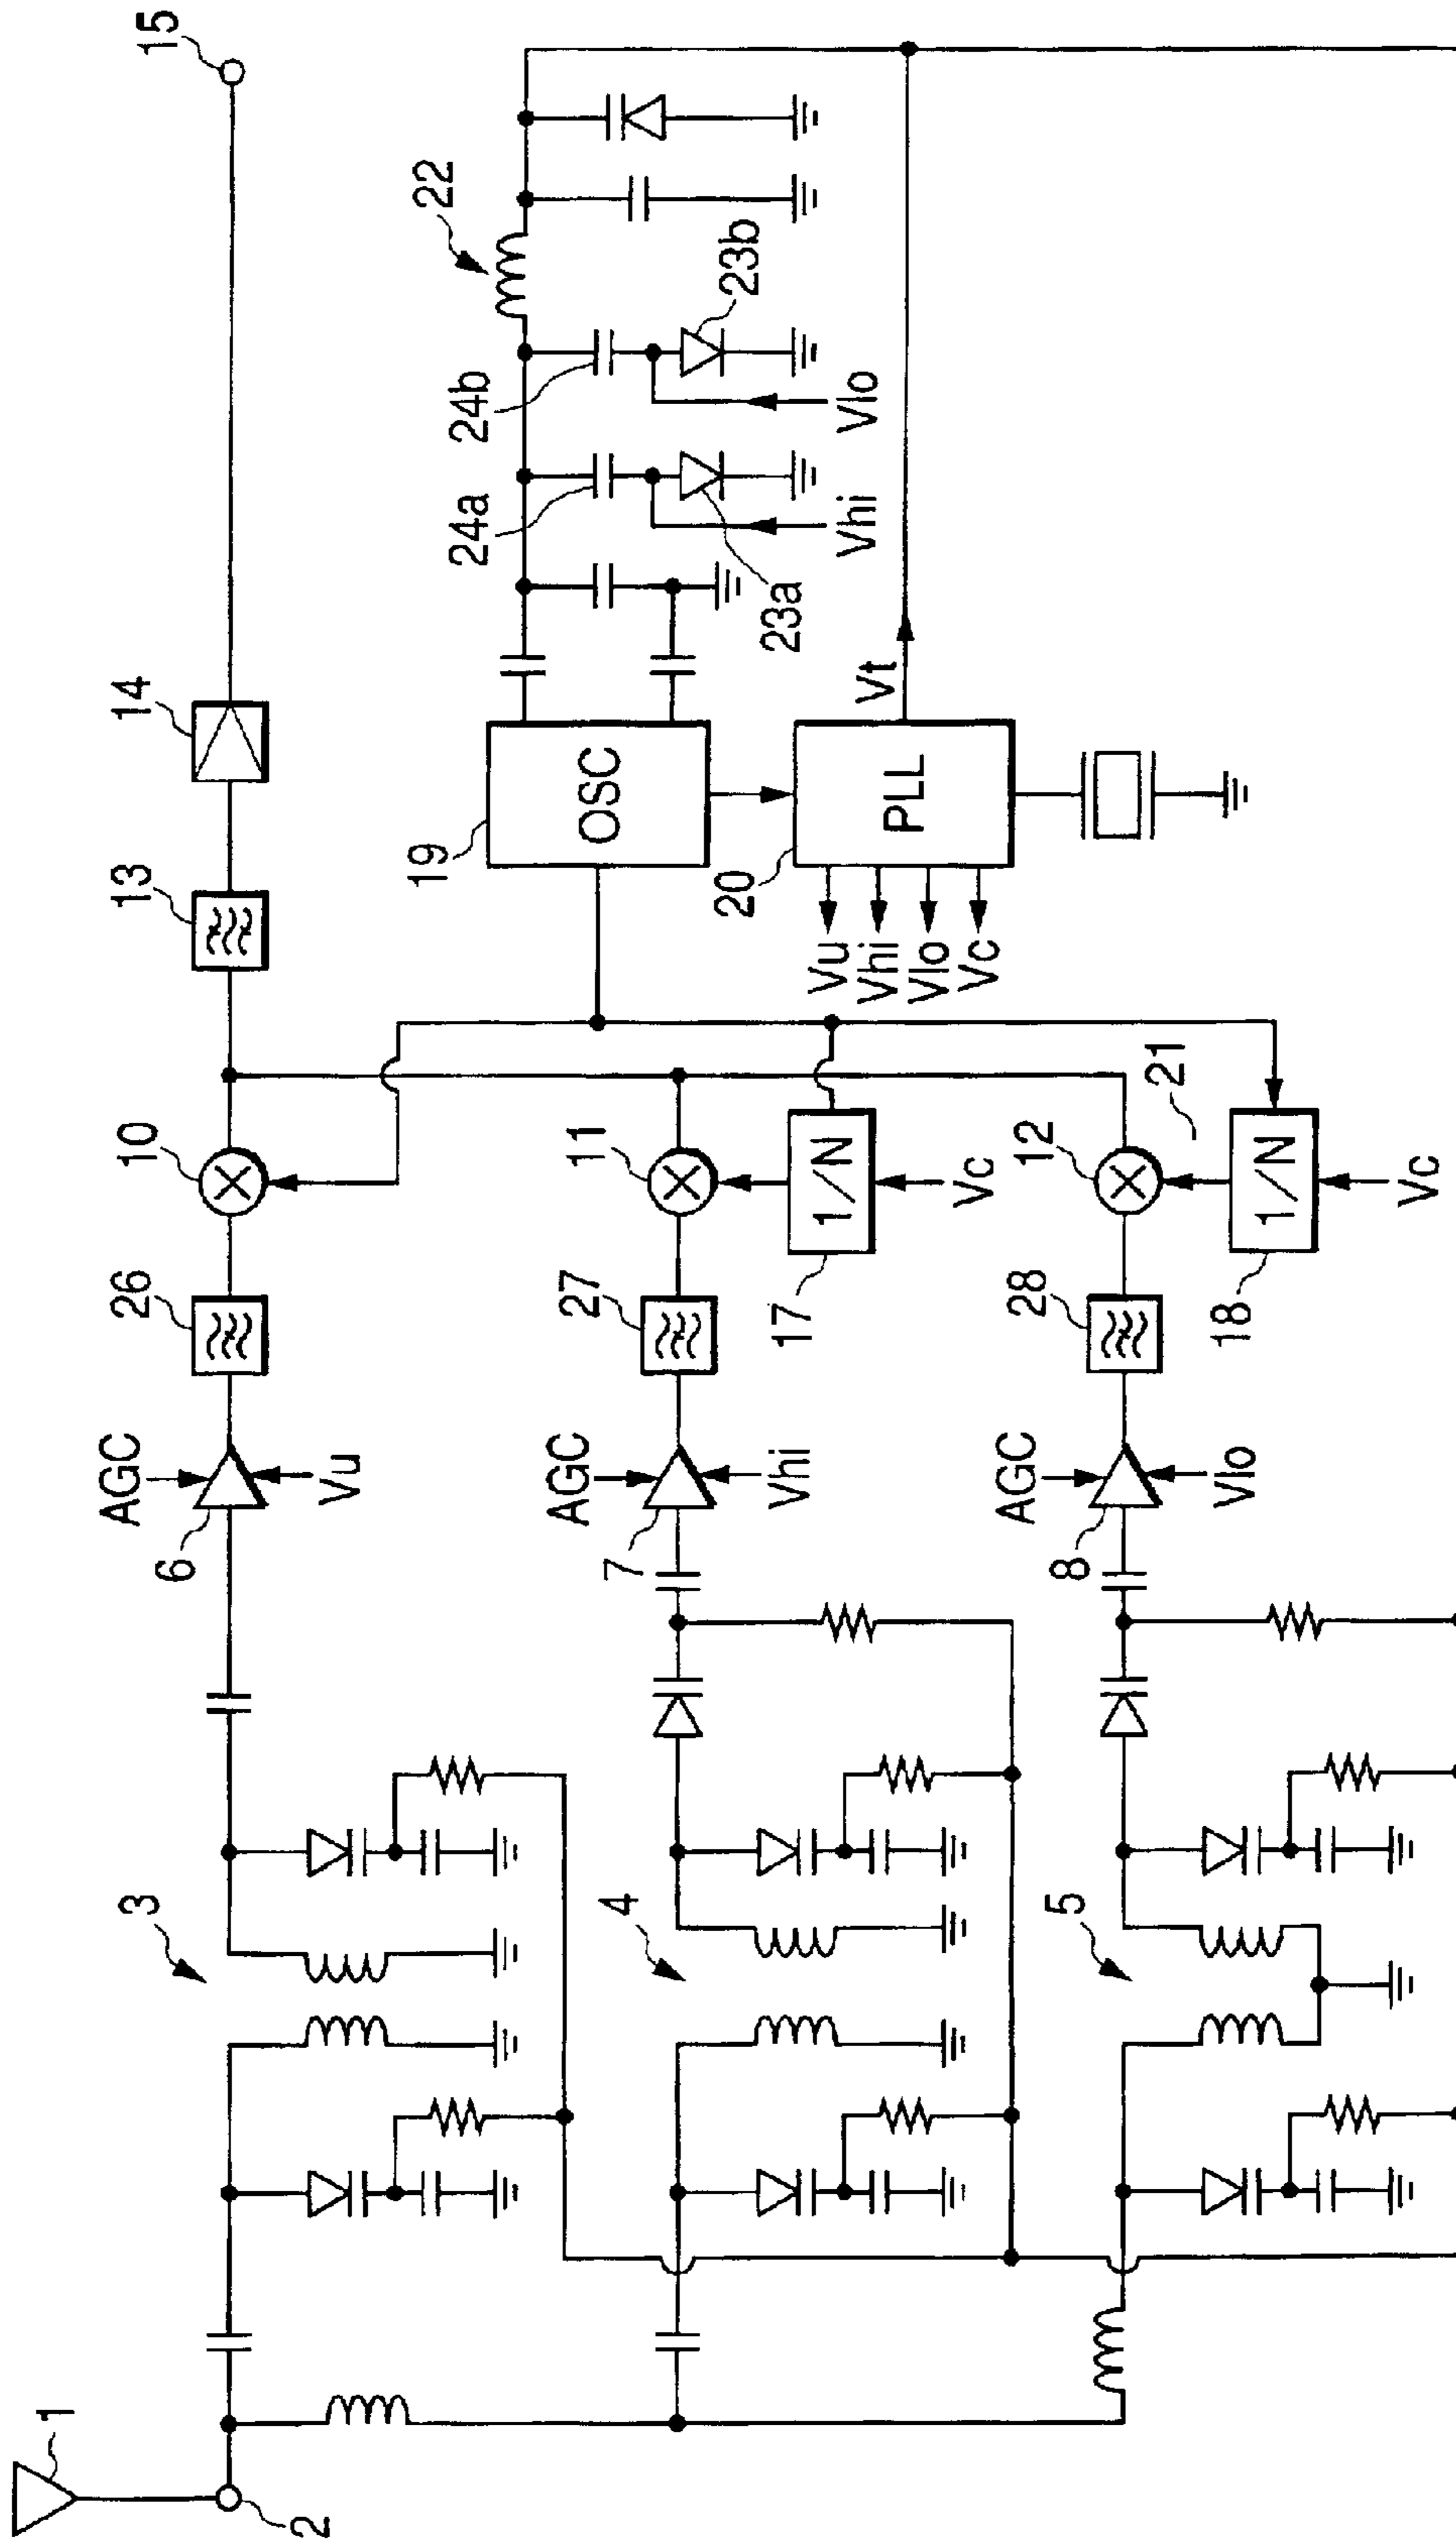 1
2
3
AGC
6
Vu
26
10
13
14
15
4
AGC
7
Vhi
27
11
17
1/N
Vc
5
AGC
8
Vlo
28
12
21
18
1/N
Vc
19
OSC
20
PLL
Vu
Vhi
Vlo
Vc
Vt
22
24a
24b
23a
23b
Vhi
Vlo